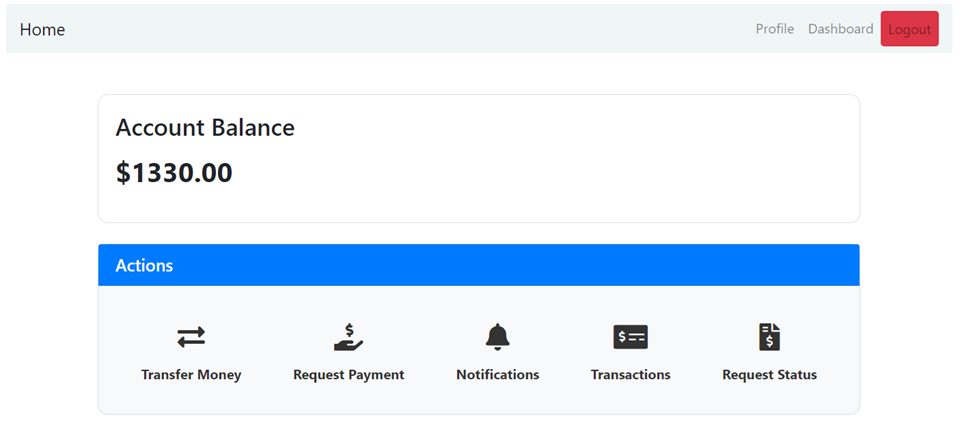 Home Profile Dashboard Logout
Account Balance
$1330.00
Actions
Transfer Money Request Payment Notifications Transactions Request Status